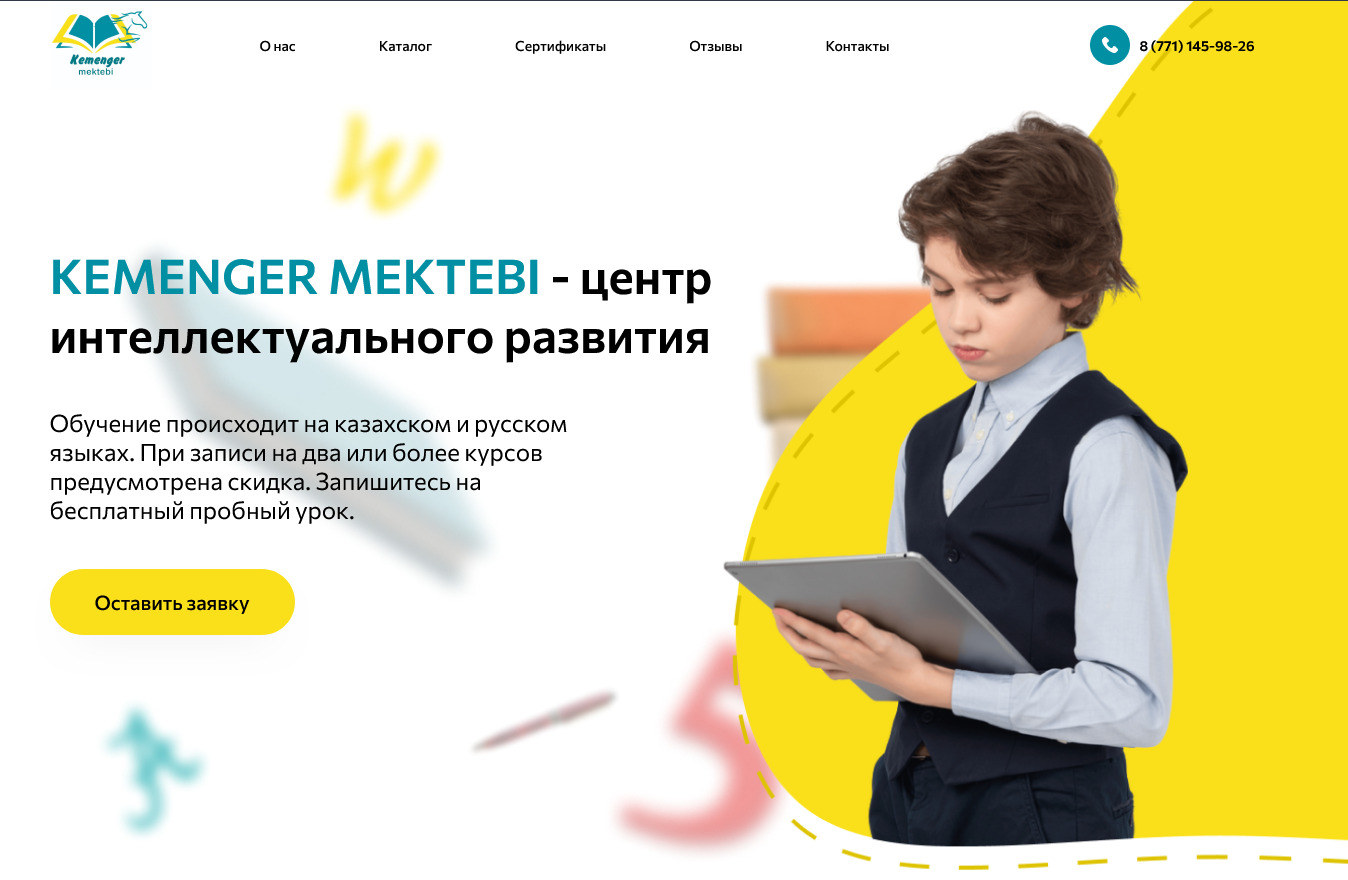 Kemenger
mektebi
О нас
Каталог
Сертификаты
Отзывы
Контакты
8 (771) 145-98-26
KEMENGER MEKTEBI - центр
интеллектуального развития
Обучение происходит на казахском и русском
языках. При записи на два или более курсов
предусмотрена скидка. Запишитесь на
бесплатный пробный урок.
Оставить заявку
5